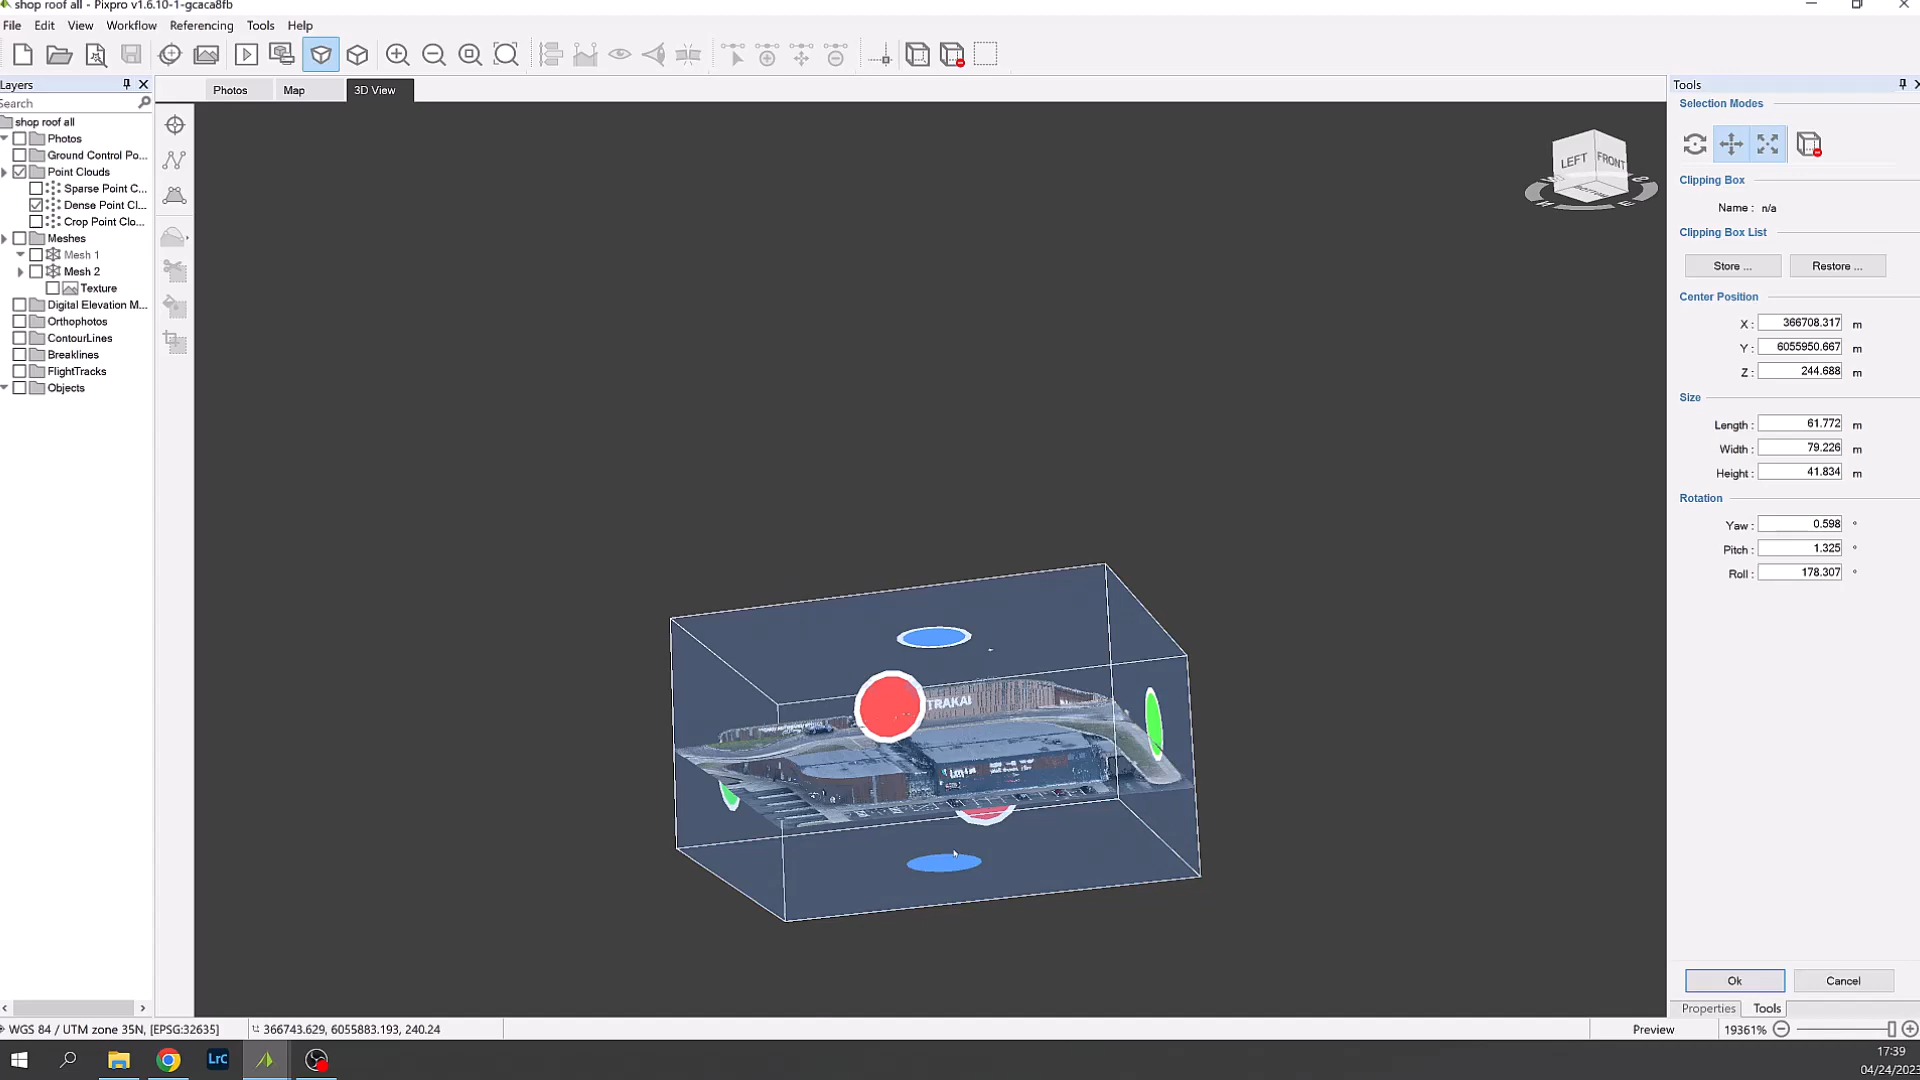 shop roof all - Pixpro v1.6.10-1-gcaca8fb
File Edit View Workflow Referencing Tools Help
Layers
Search
shop roof all
Photos
Ground Control Po...
Point Clouds
Sparse Point C...
Dense Point Cl...
Crop Point Clo...
Meshes
Mesh 1
Mesh 2
Texture
Digital Elevation M...
Orthophotos
ContourLines
Breaklines
FlightTracks
Objects
Photos Map 3D View
LEFT FRONT
BOTTOM
TRAKAI
Tools
Selection Modes
Clipping Box
Name : n/a
Clipping Box List
Store ... Restore ...
Center Position
X : 366708.317 m
Y : 6055950.667 m
Z : 244.688 m
Size
Length : 61.772 m
Width : 79.226 m
Height : 41.834 m
Rotation
Yaw : 0.598 °
Pitch : 1.325 °
Roll : 178.307 °
Ok Cancel
Properties Tools
WGS 84 / UTM zone 35N, [EPSG:32635] 366743.629, 6055883.193, 240.24 Preview 19361%
LrC
17:39
04/24/2023